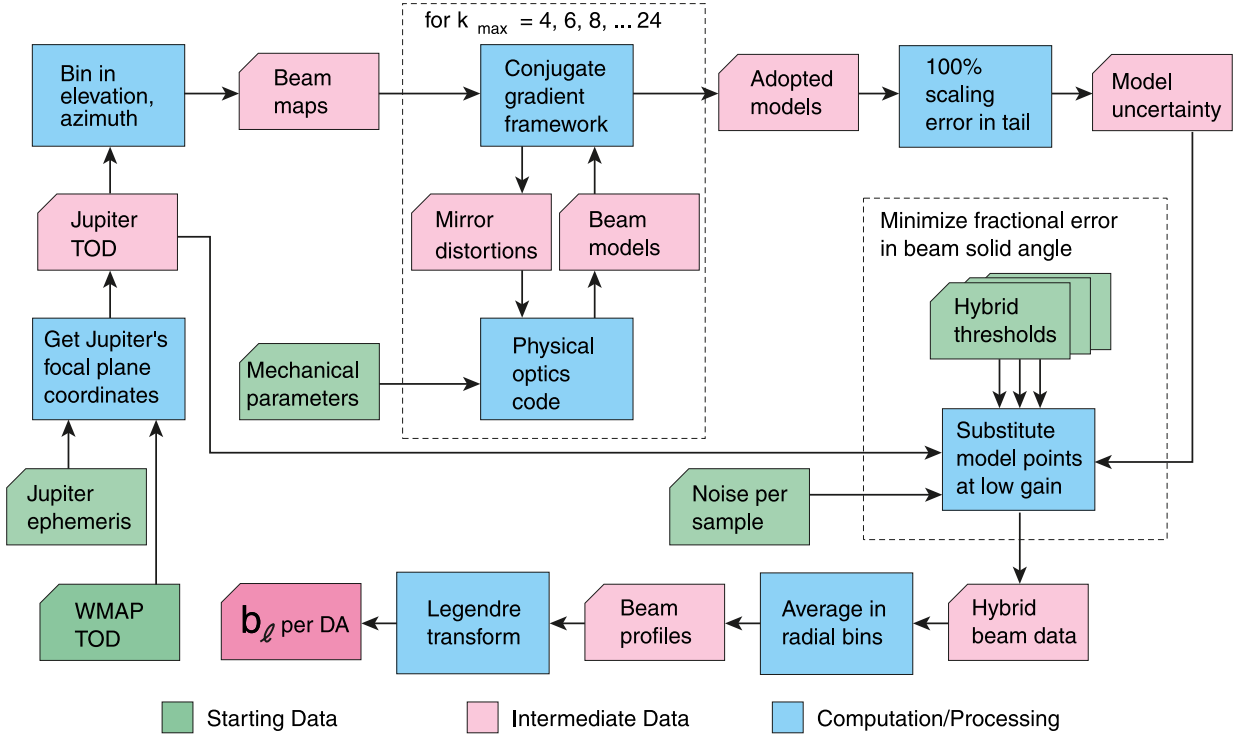 for k max = 4, 6, 8, ... 24
Bin in
elevation,
azimuth
Beam
maps
Conjugate
gradient
framework
Adopted
models
100%
scaling
error in tail
Model
uncertainty
Jupiter
TOD
Mirror
distortions
Beam
models
Minimize fractional error
in beam solid angle
Hybrid
thresholds
Get Jupiter's
focal plane
coordinates
Mechanical
parameters
Physical
optics
code
Substitute
model points
at low gain
Jupiter
ephemeris
Noise per
sample
WMAP
TOD
bℓ per DA
Legendre
transform
Beam
profiles
Average in
radial bins
Hybrid
beam data
Starting Data
Intermediate Data
Computation/Processing